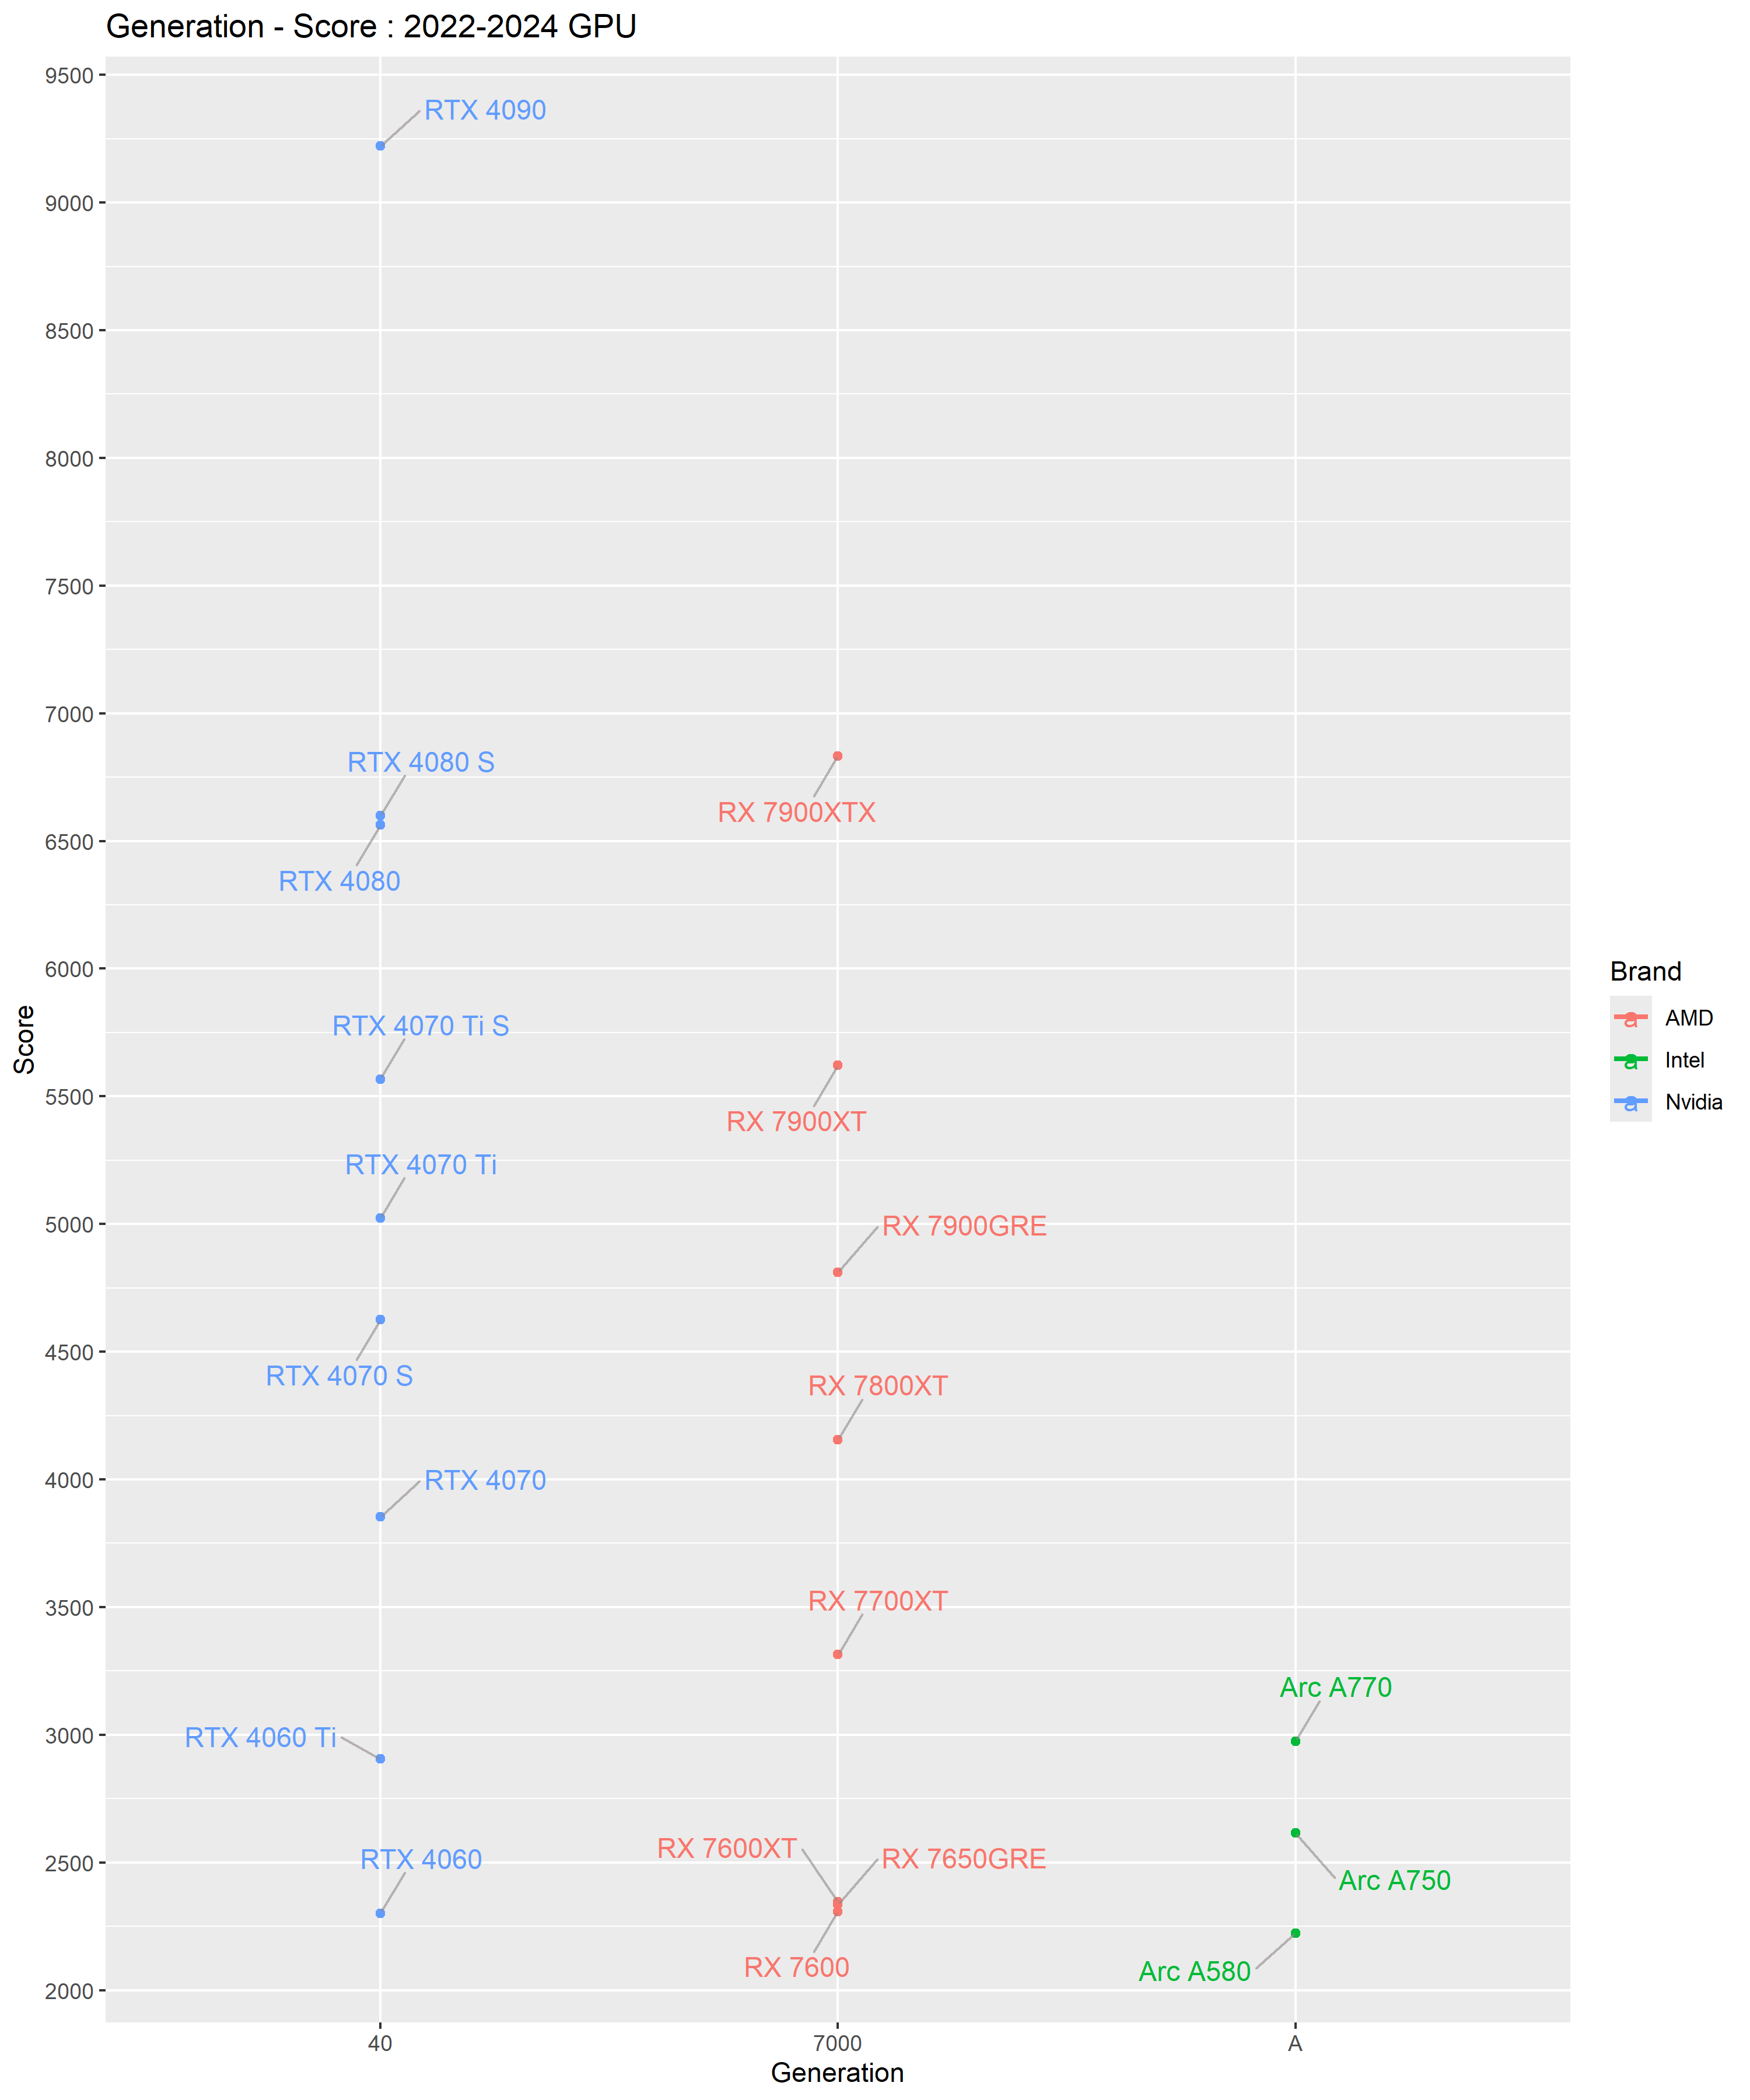 Generation - Score : 2022-2024 GPU
9500
RTX 4090
9000
8500
8000
7500
7000
RTX 4080 S
RX 7900XTX
6500
RTX 4080
6000
Score
RTX 4070 Ti S
5500
RX 7900XT
RTX 4070 Ti
5000
RX 7900GRE
4500
RTX 4070 S
RX 7800XT
4000
RTX 4070
3500
RX 7700XT
Arc A770
3000
RTX 4060 Ti
2500
RTX 4060
RX 7600XT
RX 7650GRE
Arc A750
RX 7600
Arc A580
2000
40
7000
A
Generation
Brand
a AMD
a Intel
a Nvidia